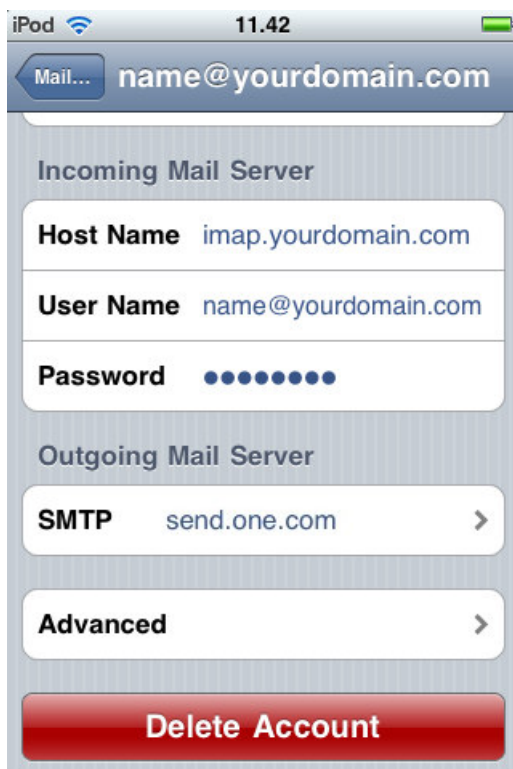 iPod 11.42
Mail... name@yourdomain.com
Incoming Mail Server
Host Name imap.yourdomain.com
User Name name@yourdomain.com
Password ●●●●●●●●
Outgoing Mail Server
SMTP send.one.com
Advanced
Delete Account